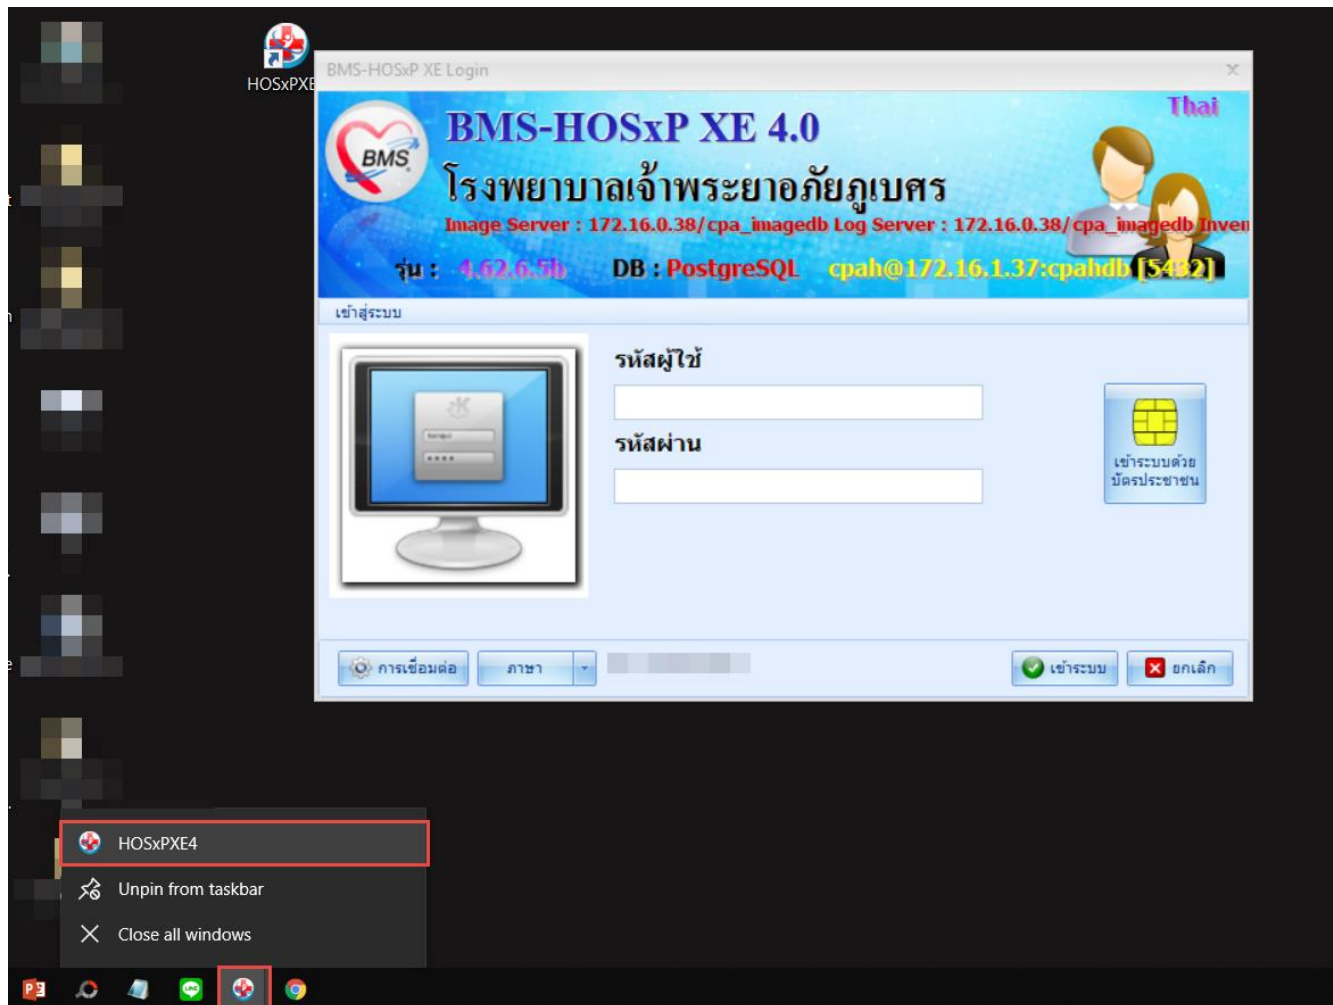 HOSxPXE
BMS-HOSxP XE Login
Thai
BMS
BMS-HOSxP XE 4.0
โรงพยาบาลเจ้าพระยาอภัยภูเบศร
Image Server : 172.16.0.38/cpa_imagedb Log Server : 172.16.0.38/cpa_imagedb Inven
รุ่น : 4.62.6.5b DB : PostgreSQL cpah@172.16.1.37:cpahdb [5432]
เข้าสู่ระบบ
รหัสผู้ใช้
รหัสผ่าน
เข้าระบบด้วย
บัตรประชาชน
การเชื่อมต่อ ภาษา เข้าระบบ ยกเลิก
HOSxPXE4
Unpin from taskbar
Close all windows